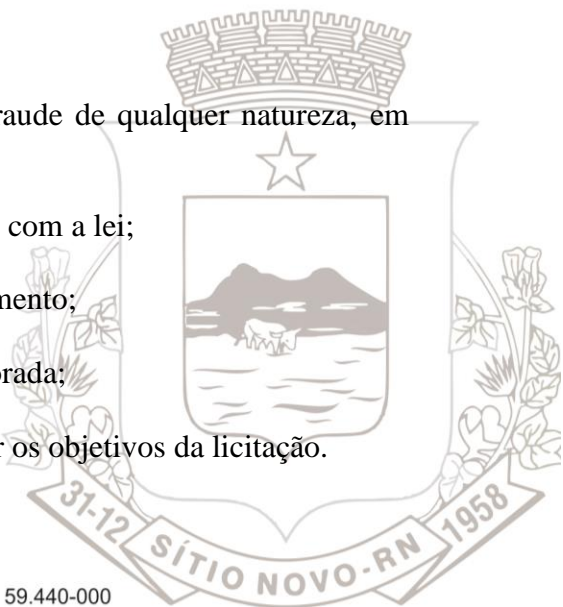 raude de qualquer natureza, em
com a lei;
mento;
orada;
r os objetivos da licitação.
31-12 SÍTIO NOVO-RN 1958
59.440-000